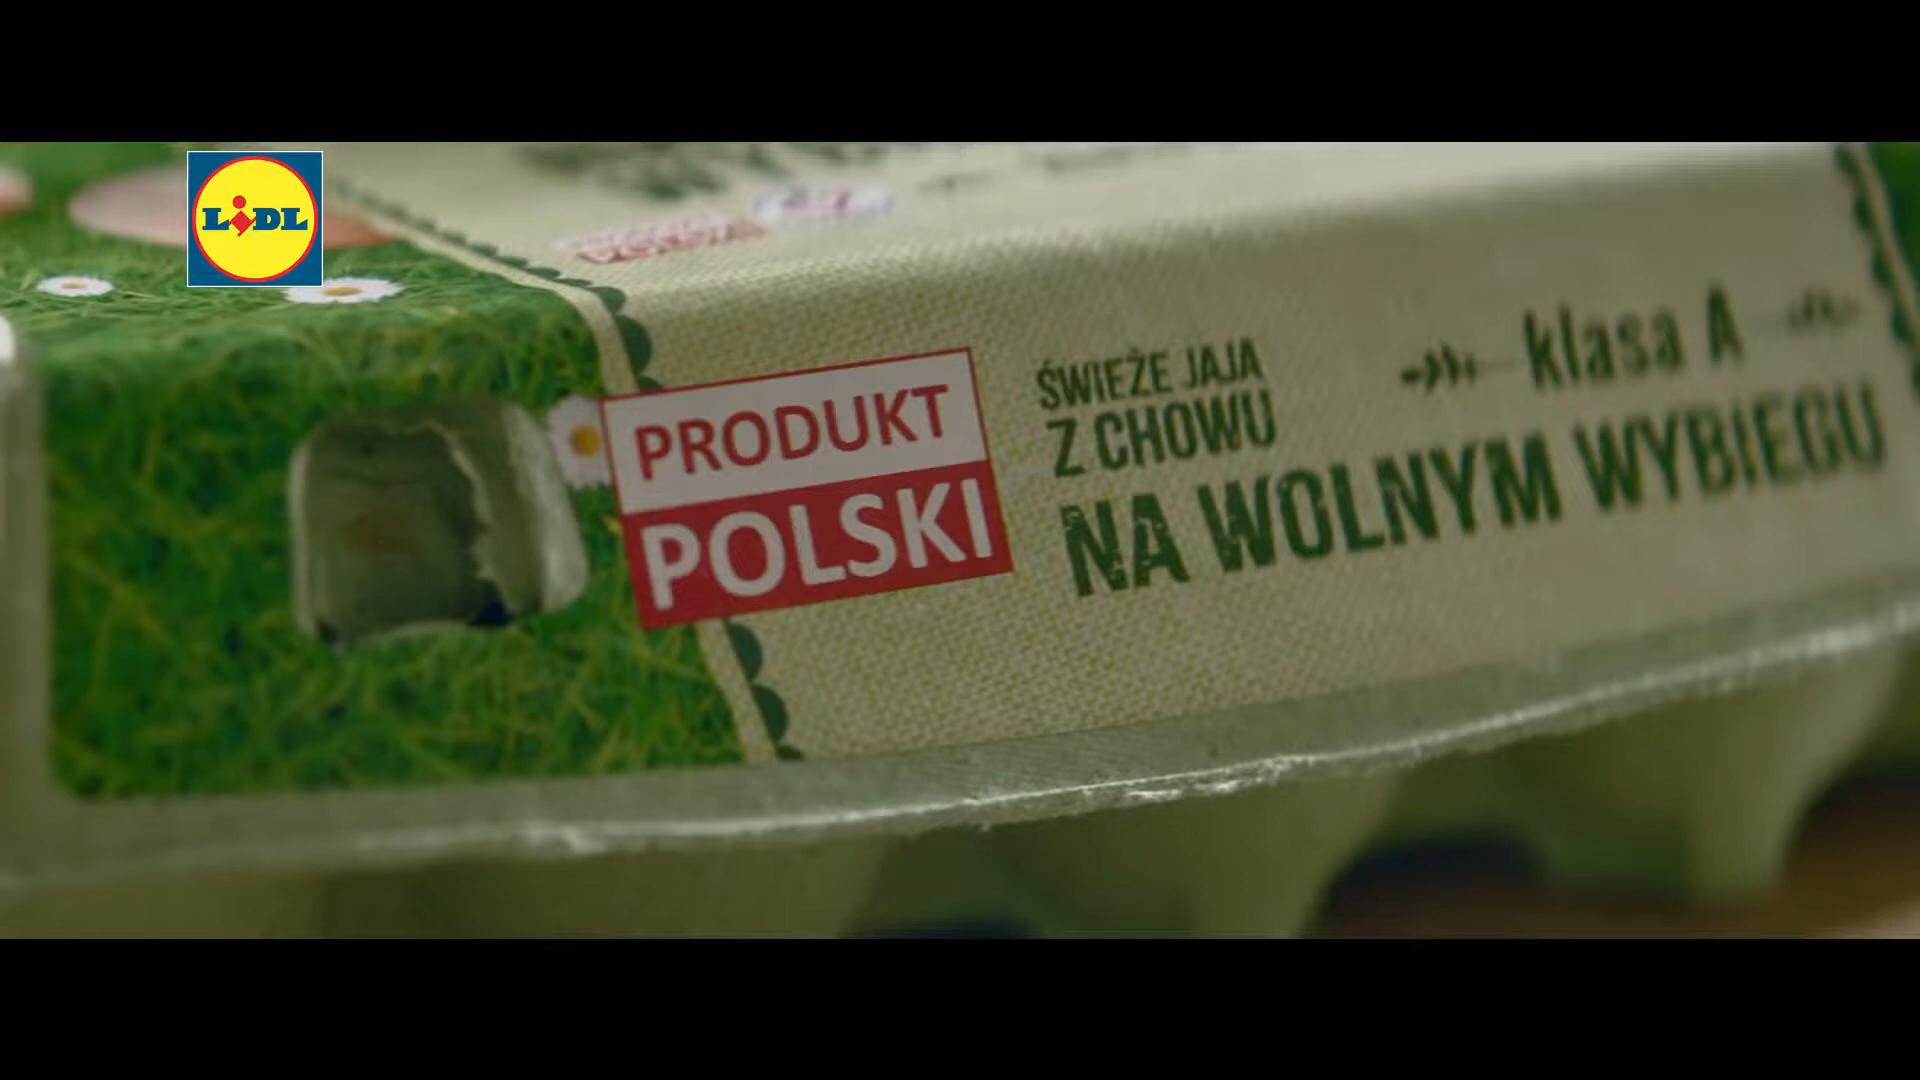 LIDL
PRODUKT
POLSKI
ŚWIEŻE JAJA
Z CHOWU
klasa A
NA WOLNYM WYBIEGU